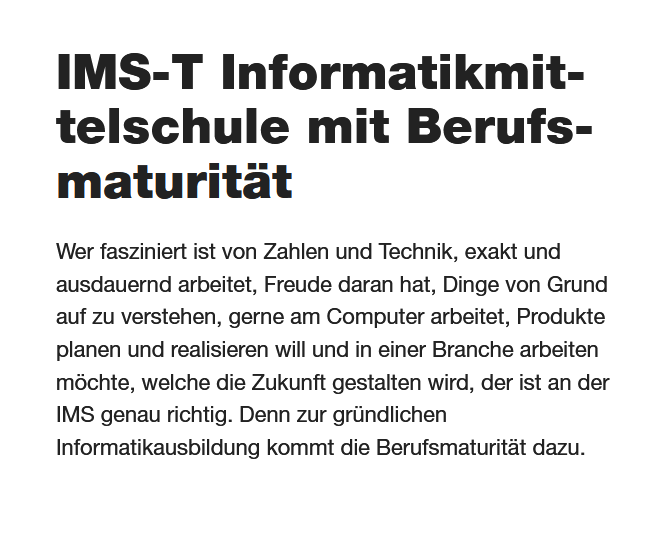 IMS-T Informatikmit-
telschule mit Berufs-
maturität
Wer fasziniert ist von Zahlen und Technik, exakt und
ausdauernd arbeitet, Freude daran hat, Dinge von Grund
auf zu verstehen, gerne am Computer arbeitet, Produkte
planen und realisieren will und in einer Branche arbeiten
möchte, welche die Zukunft gestalten wird, der ist an der
IMS genau richtig. Denn zur gründlichen
Informatikausbildung kommt die Berufsmaturität dazu.